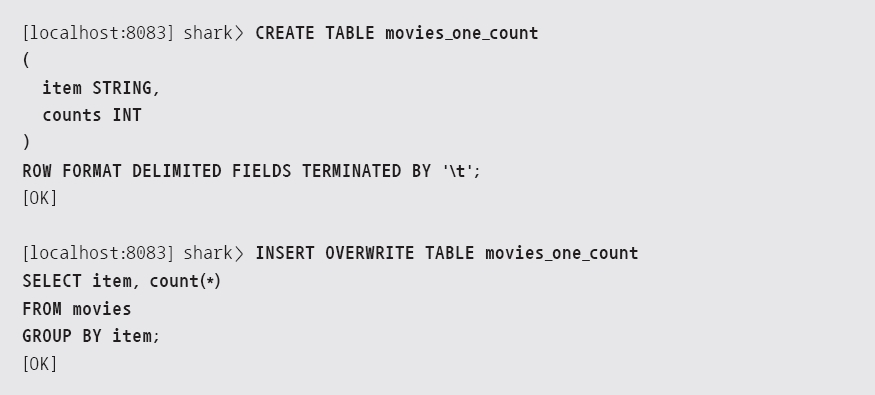 [localhost:8083] shark> CREATE TABLE movies_one_count
(
  item STRING,
  counts INT
)
ROW FORMAT DELIMITED FIELDS TERMINATED BY '\t';
[OK]

[localhost:8083] shark> INSERT OVERWRITE TABLE movies_one_count
SELECT item, count(*)
FROM movies
GROUP BY item;
[OK]